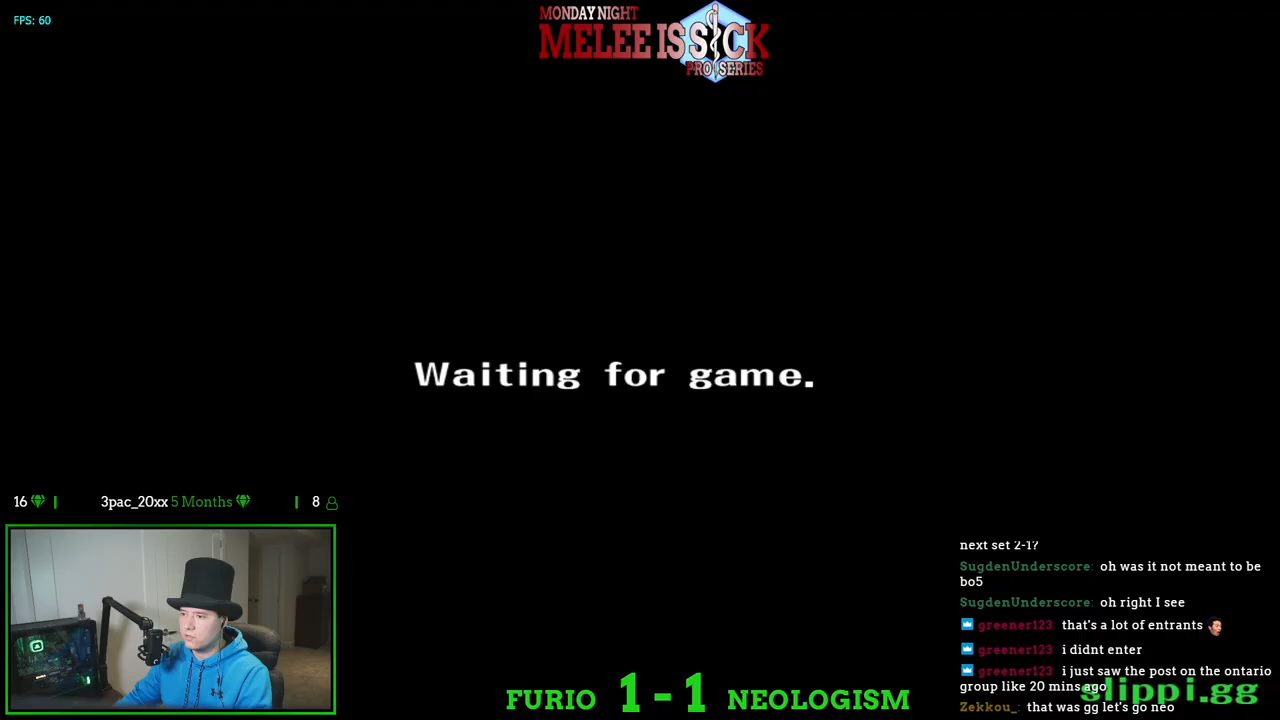 FPS: 60
MONDAY NIGHT
MELEE IS SICK
PRO SERIES
Waiting for game.
16 3pac_20xx 5 Months 8
next set 2-1?
SugdenUnderscore: oh was it not meant to be
bo5
SugdenUnderscore: oh right I see
greener123: that's a lot of entrants
greener123: i didnt enter
greener123: i just saw the post on the ontario
group like 20 mins ago
slippi.gg
Zekkou_: that was gg let's go neo
FURIO 1 - 1 NEOLOGISM